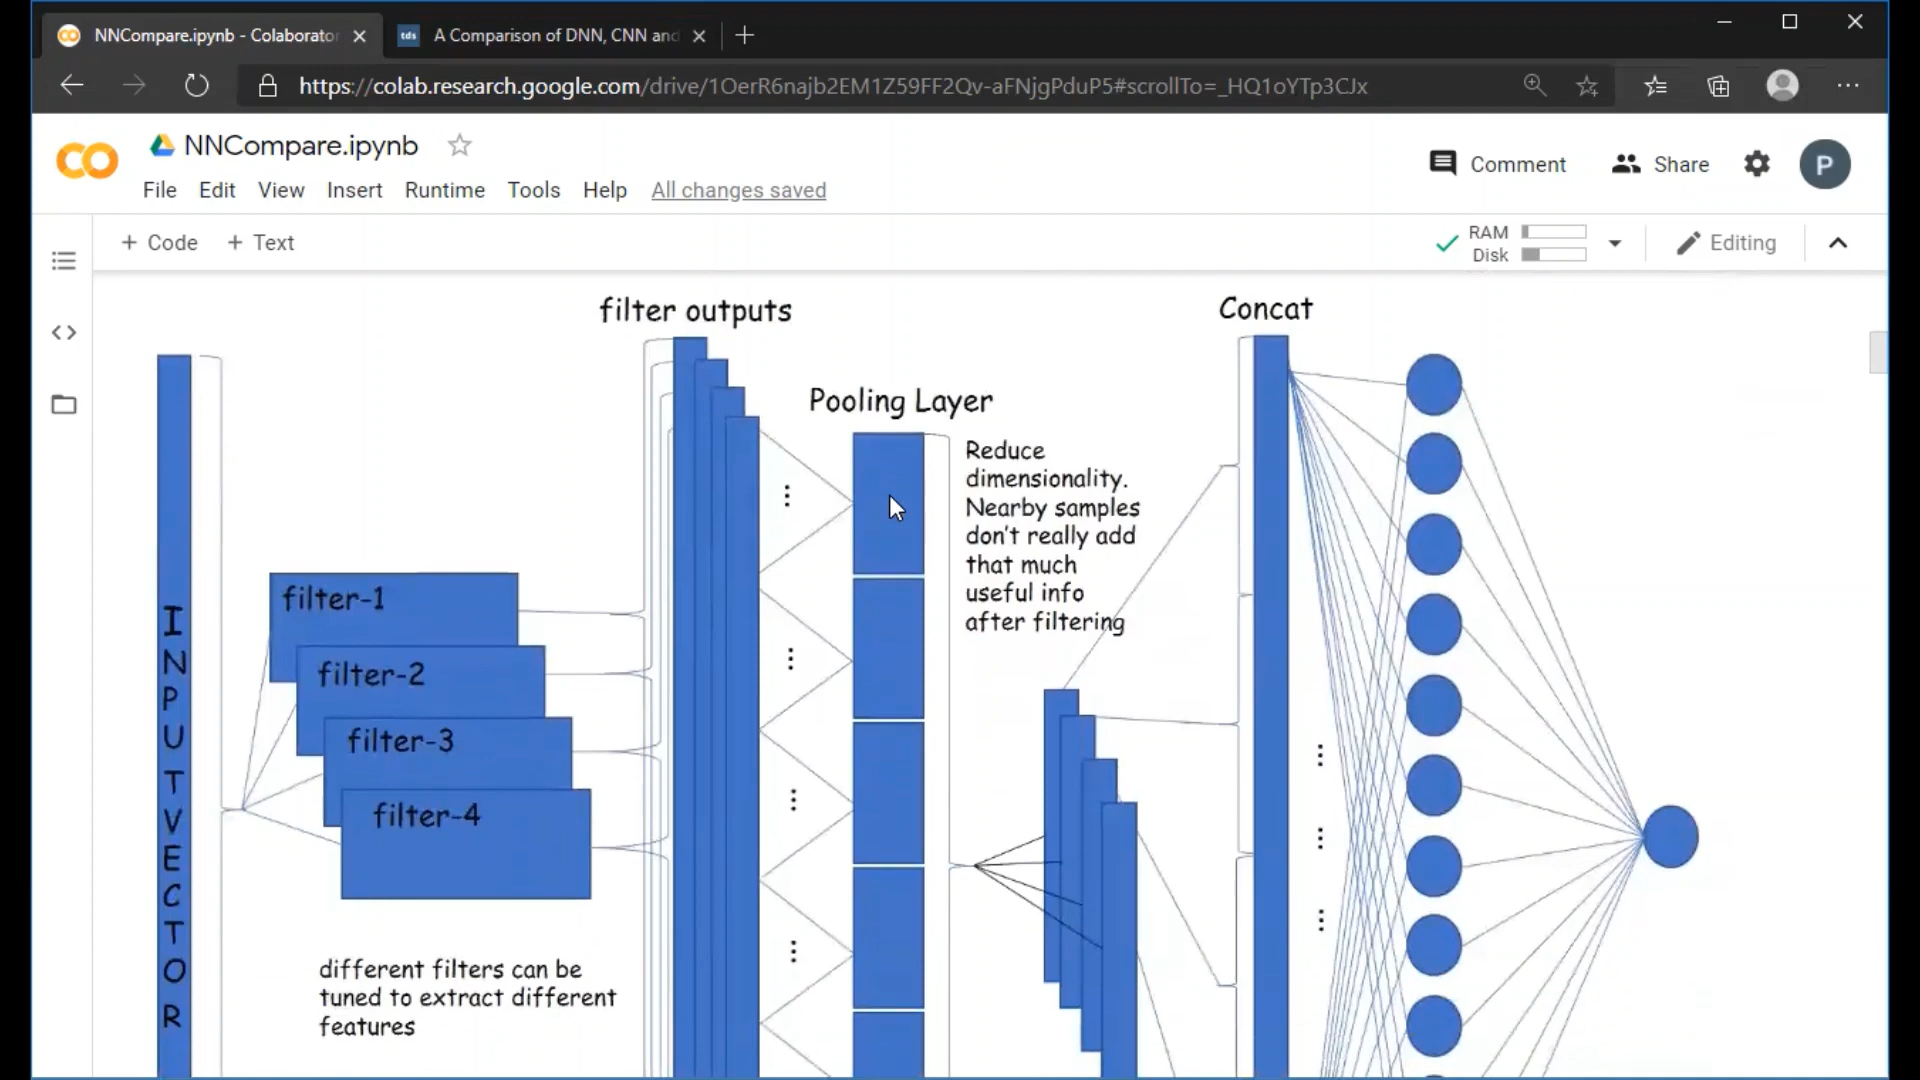 NNCompare.ipynb - Colaborator
tds
A Comparison of DNN, CNN and
https://colab.research.google.com/drive/1OerR6najb2EM1Z59FF2Qv-aFNjgPduP5#scrollTo=_HQ1oYTp3CJx
CO
NNCompare.ipynb
Comment
Share
P
File Edit View Insert Runtime Tools Help All changes saved
+ Code + Text
RAM
Disk
Editing
filter outputs
Concat
Pooling Layer
Reduce
dimensionality.
Nearby samples
don't really add
that much
useful info
after filtering
INPUT VECTOR
filter-1
filter-2
filter-3
filter-4
different filters can be
tuned to extract different
features